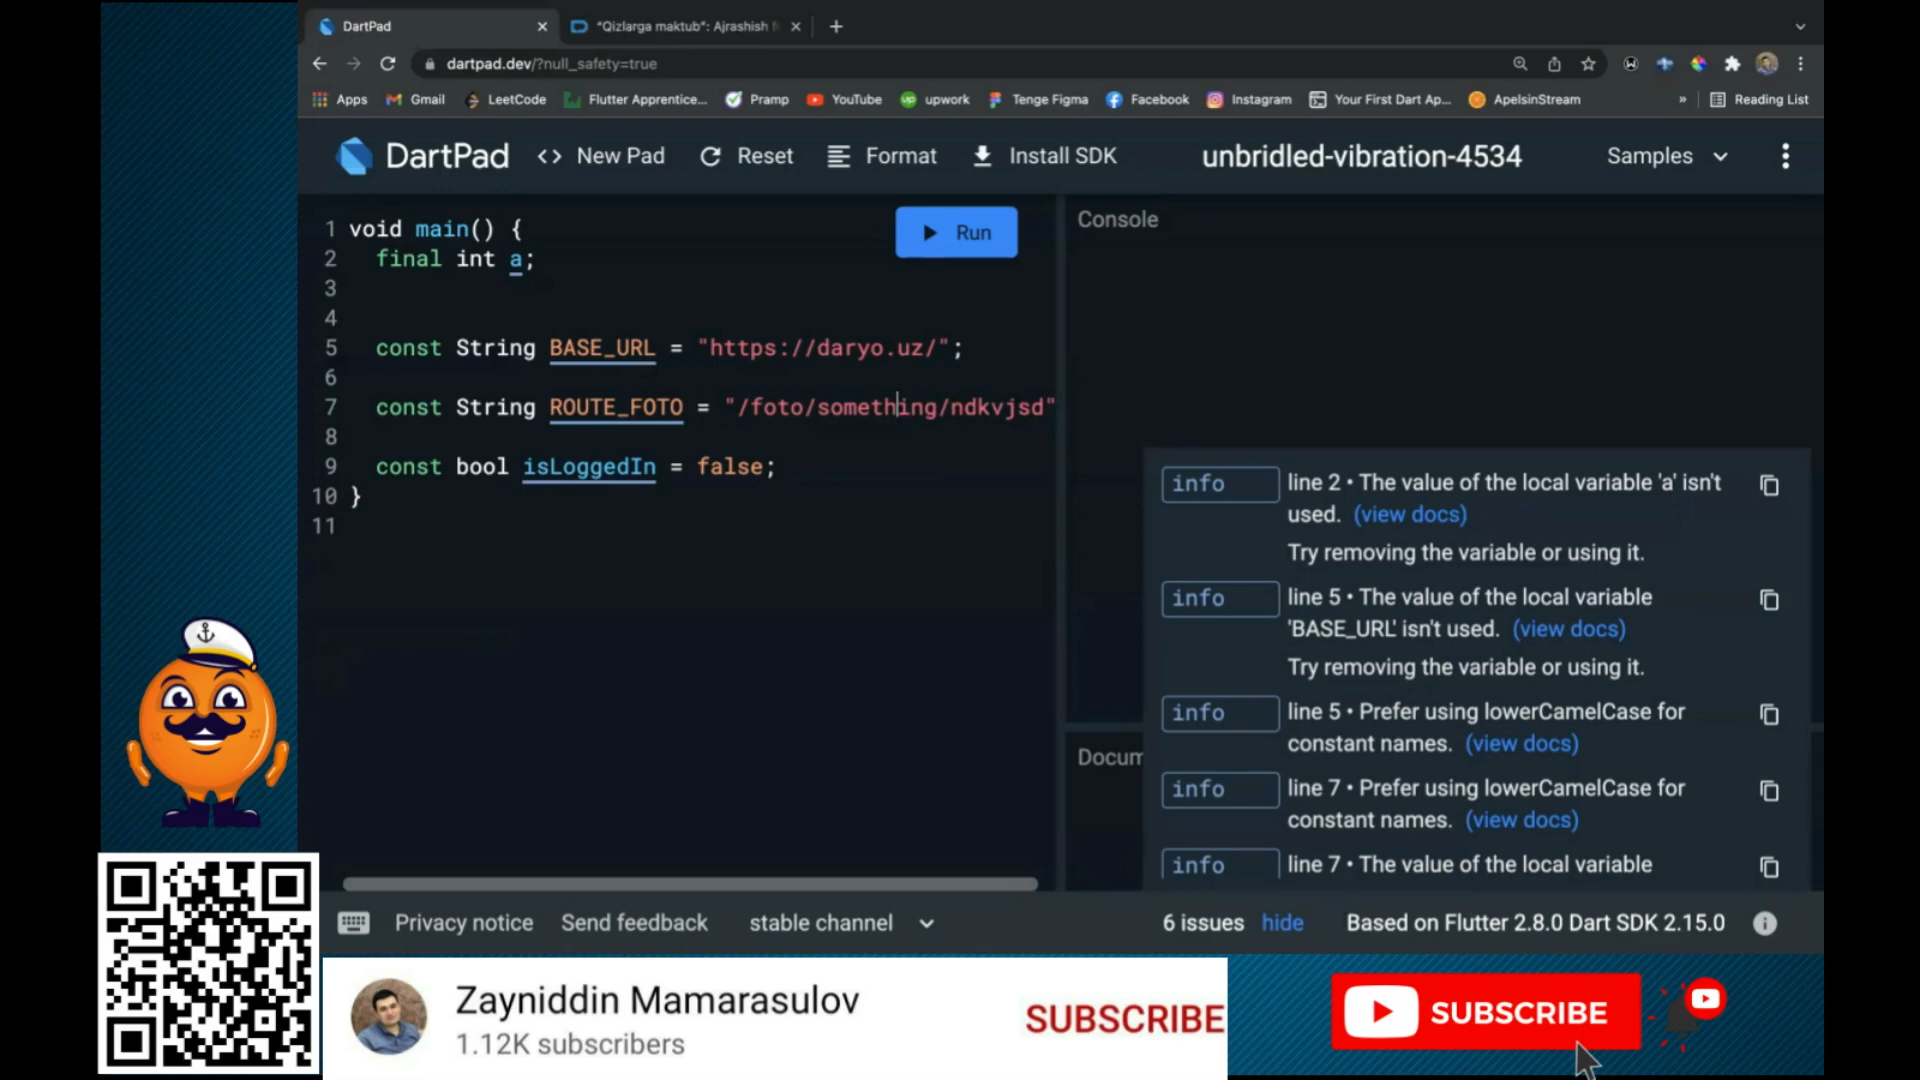 DartPad
"Qizlarga maktub": Ajrashish
dartpad.dev/?null_safety=true
Apps Gmail LeetCode Flutter Apprentice... Pramp YouTube upwork Tenge Figma Facebook Instagram Your First Dart Ap... ApelsinStream » Reading List
DartPad <> New Pad Reset Format Install SDK unbridled-vibration-4534 Samples
Run
Console
1 void main() {
2 final int a;
3
4
5 const String BASE_URL = "https://daryo.uz/";
6
7 const String ROUTE_FOTO = "/foto/something/ndkvjsd"
8
9 const bool isLoggedIn = false;
10 }
11
info line 2 • The value of the local variable 'a' isn't
used. (view docs)
Try removing the variable or using it.
info line 5 • The value of the local variable
'BASE_URL' isn't used. (view docs)
Try removing the variable or using it.
info line 5 • Prefer using lowerCamelCase for
constant names. (view docs)
Docum
info line 7 • Prefer using lowerCamelCase for
constant names. (view docs)
info line 7 • The value of the local variable
Privacy notice Send feedback stable channel 6 issues hide Based on Flutter 2.8.0 Dart SDK 2.15.0
Zayniddin Mamarasulov
1.12K subscribers
SUBSCRIBE
SUBSCRIBE